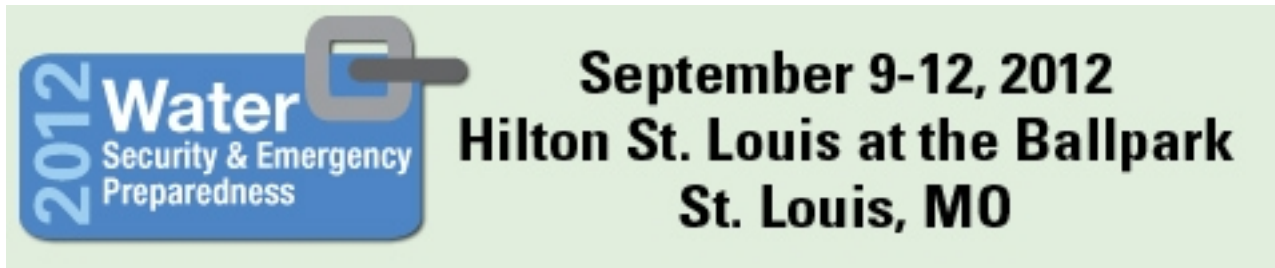 2012
Water
Security & Emergency
Preparedness
September 9-12, 2012
Hilton St. Louis at the Ballpark
St. Louis, MO